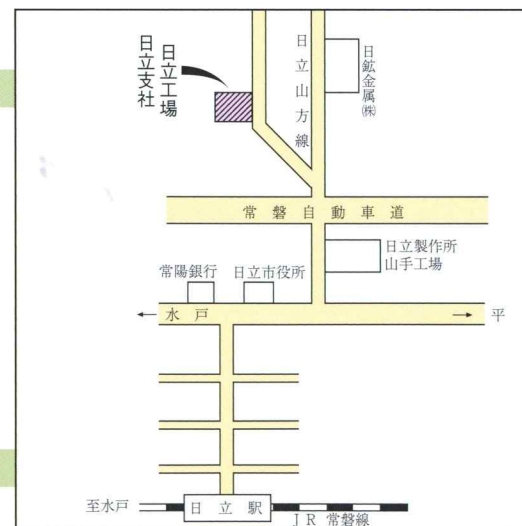 日立工場
日立支社
日立山方線
日鉱金属㈱
常磐自動車道
日立製作所
山手工場
常陽銀行
日立市役所
← 水戸
→ 平
至水戸
日立駅
JR 常磐線